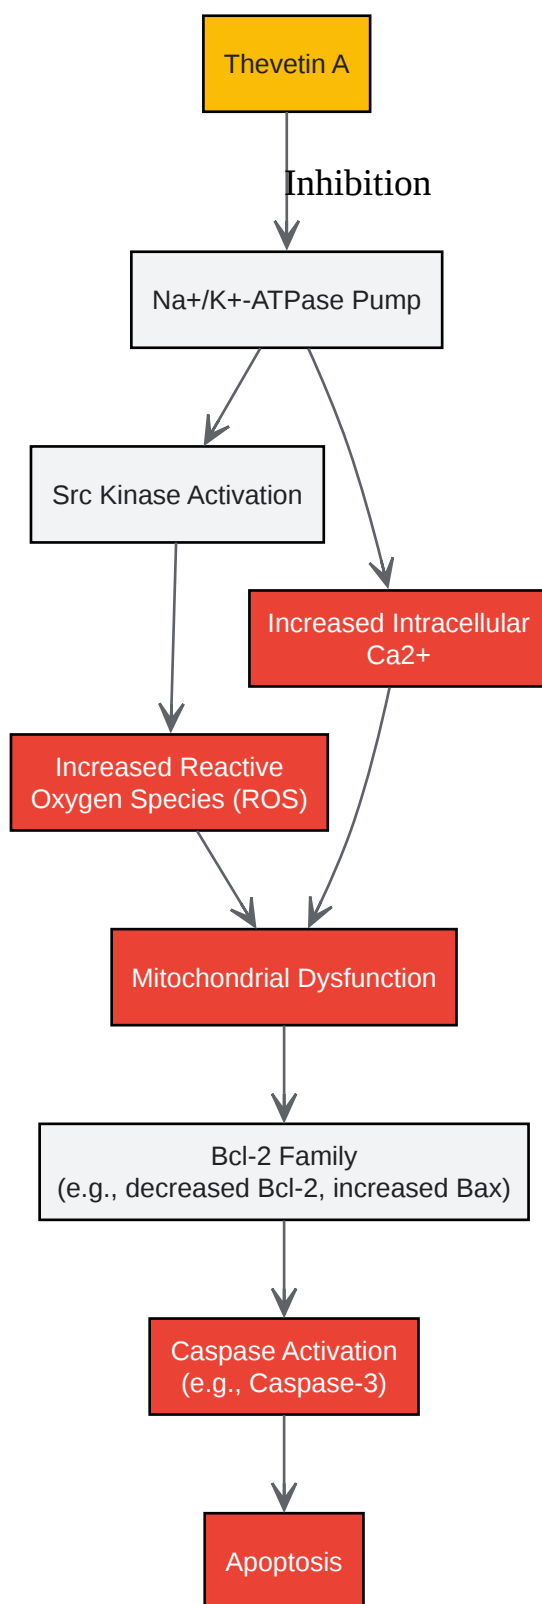 Thevetin A
Inhibition
Na+/K+-ATPase Pump
Src Kinase Activation
Increased Intracellular
Ca2+
Increased Reactive
Oxygen Species (ROS)
Mitochondrial Dysfunction
Bcl-2 Family
(e.g., decreased Bcl-2, increased Bax)
Caspase Activation
(e.g., Caspase-3)
Apoptosis